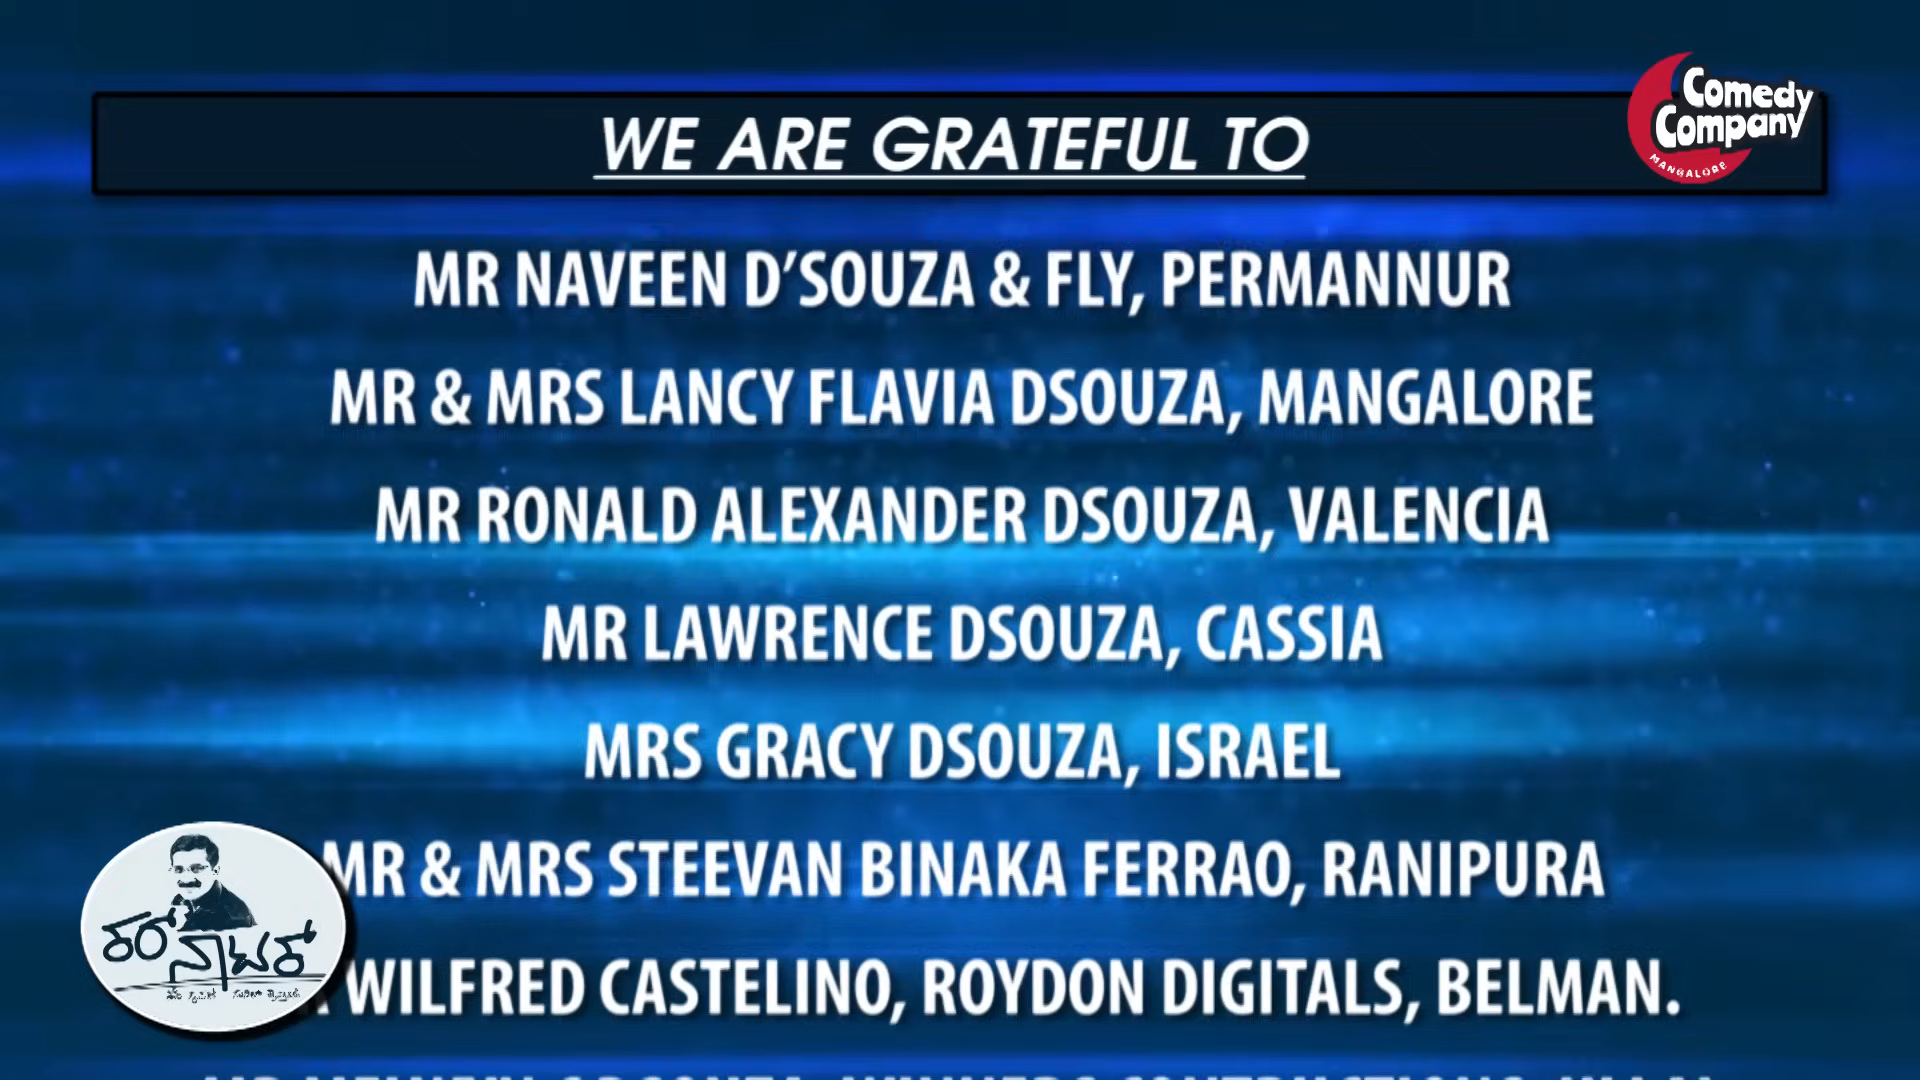 Comedy
Company
MANGALORE
WE ARE GRATEFUL TO
MR NAVEEN D’SOUZA & FLY, PERMANNUR
MR & MRS LANCY FLAVIA DSOUZA, MANGALORE
MR RONALD ALEXANDER DSOUZA, VALENCIA
MR LAWRENCE DSOUZA, CASSIA
MRS GRACY DSOUZA, ISRAEL
MR & MRS STEEVAN BINAKA FERRAO, RANIPURA
WILFRED CASTELINO, ROYDON DIGITALS, BELMAN.